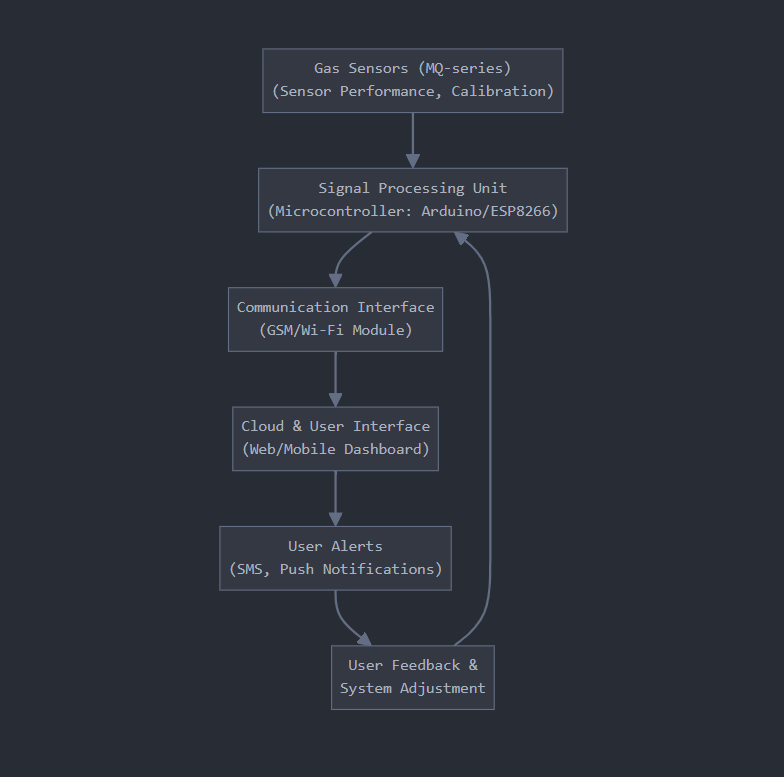 Gas Sensors (MQ-series)
(Sensor Performance, Calibration)
Signal Processing Unit
(Microcontroller: Arduino/ESP8266)
Communication Interface
(GSM/Wi-Fi Module)
Cloud & User Interface
(Web/Mobile Dashboard)
User Alerts
(SMS, Push Notifications)
User Feedback &
System Adjustment